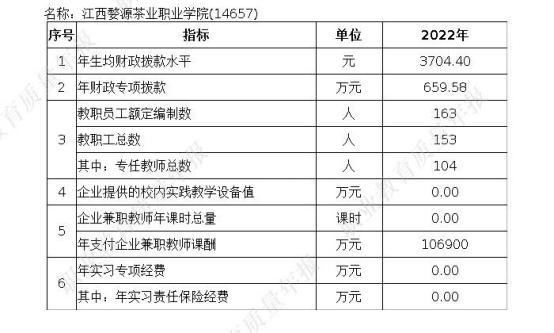 名称：江西婺源茶业职业学院(14657)
序号 指标 单位 2022年
1 年生均财政拨款水平 元 3704.40
2 年财政专项拨款 万元 659.58
3 教职员工额定编制数 人 163
教职工总数 人 153
其中：专任教师总数 人 104
4 企业提供的校内实践教学设备值 万元 0.00
5 企业兼职教师年课时总量 课时 0.00
年支付企业兼职教师课酬 万元 106900
6 年实习专项经费 万元 0.00
其中：年实习责任保险经费 万元 0.00